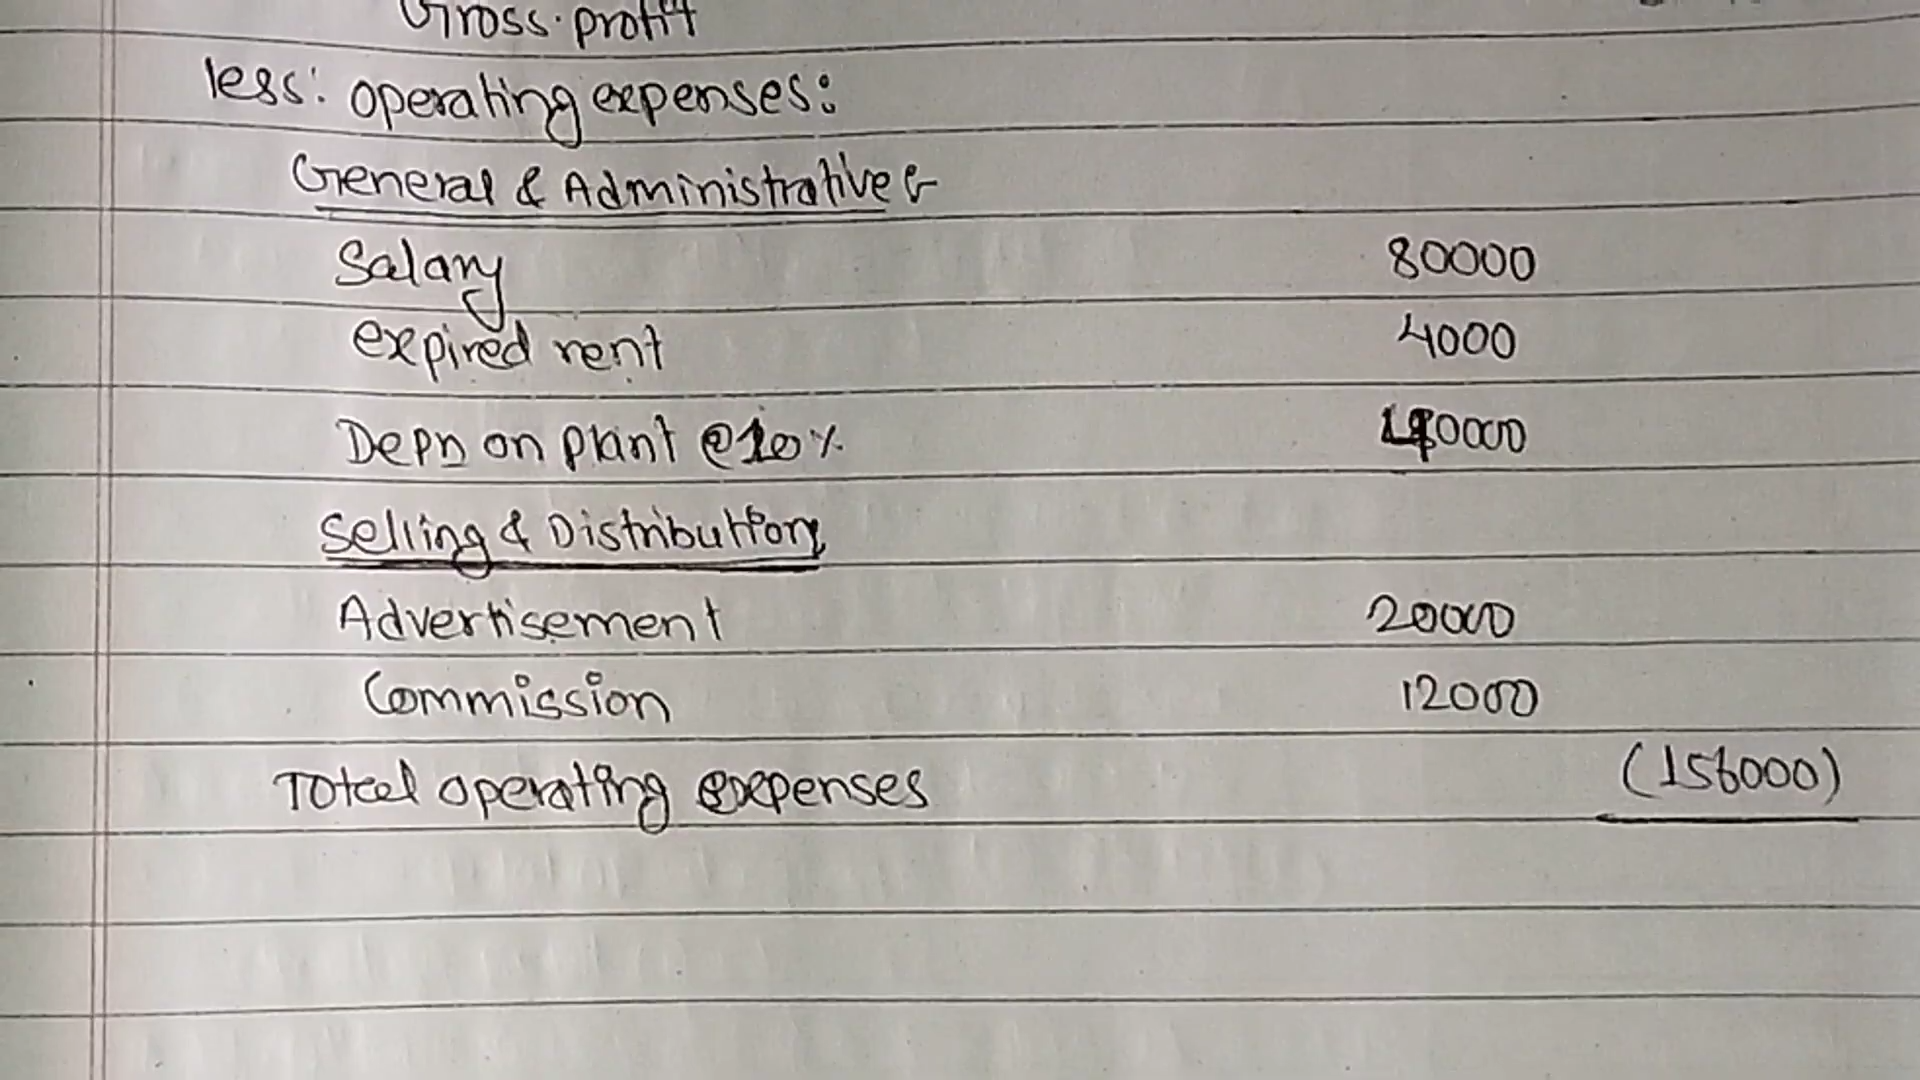 Gross profit
less: operating expenses:
General & Administrative :-
Salary 80000
expired rent 4000
Depn on plant @10%
Selling & Distribution
Advertisement 20000
Commission 12000
Total operating expenses (156000)